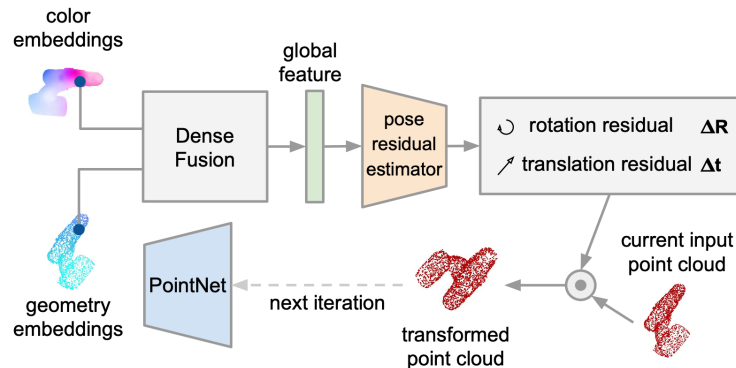 color
embeddings
global
feature
Dense
Fusion
pose
residual
estimator
rotation residual ΔR
translation residual Δt
current input
point cloud
PointNet
next iteration
geometry
embeddings
transformed
point cloud